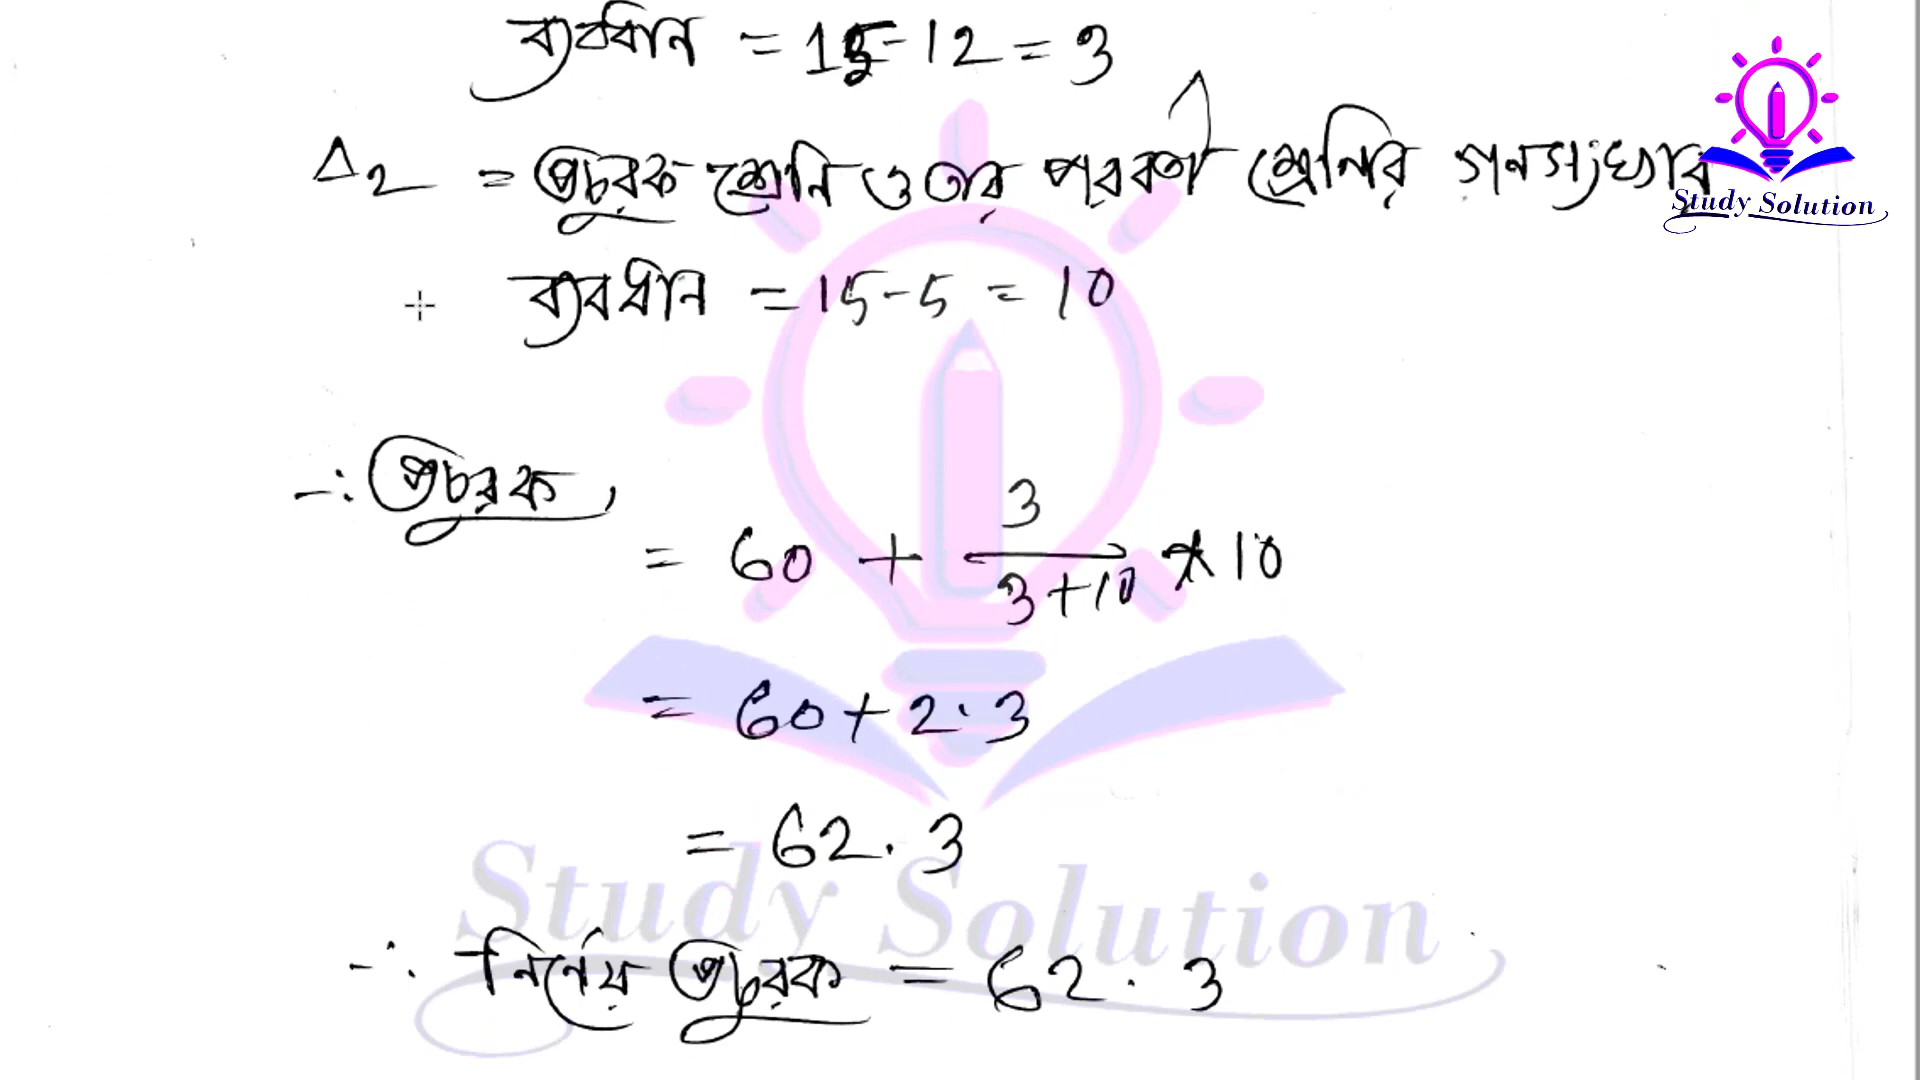 ব্যবধান = 15-12 = 3
Δ2 = প্রচুরক শ্রেনি ও তার পরবর্তী শ্রেনির গনসংখ্যার
Study Solution
ব্যবধান = 15-5 = 10
∴ প্রচুরক,
= 60 + 3/(3+10) × 10
= 60+2.3
= 62.3
Study Solution
∴ নির্নেয় প্রচুরক = 62.3